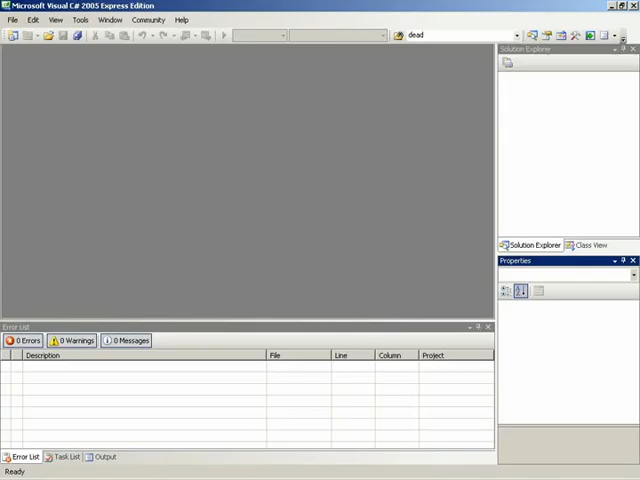 Microsoft Visual C# 2005 Express Edition
File Edit View Tools Window Community Help
dead
Solution Explorer
Solution Explorer Class View
Properties
Error List
0 Errors 0 Warnings 0 Messages
Description File Line Column Project
Error List Task List Output
Ready